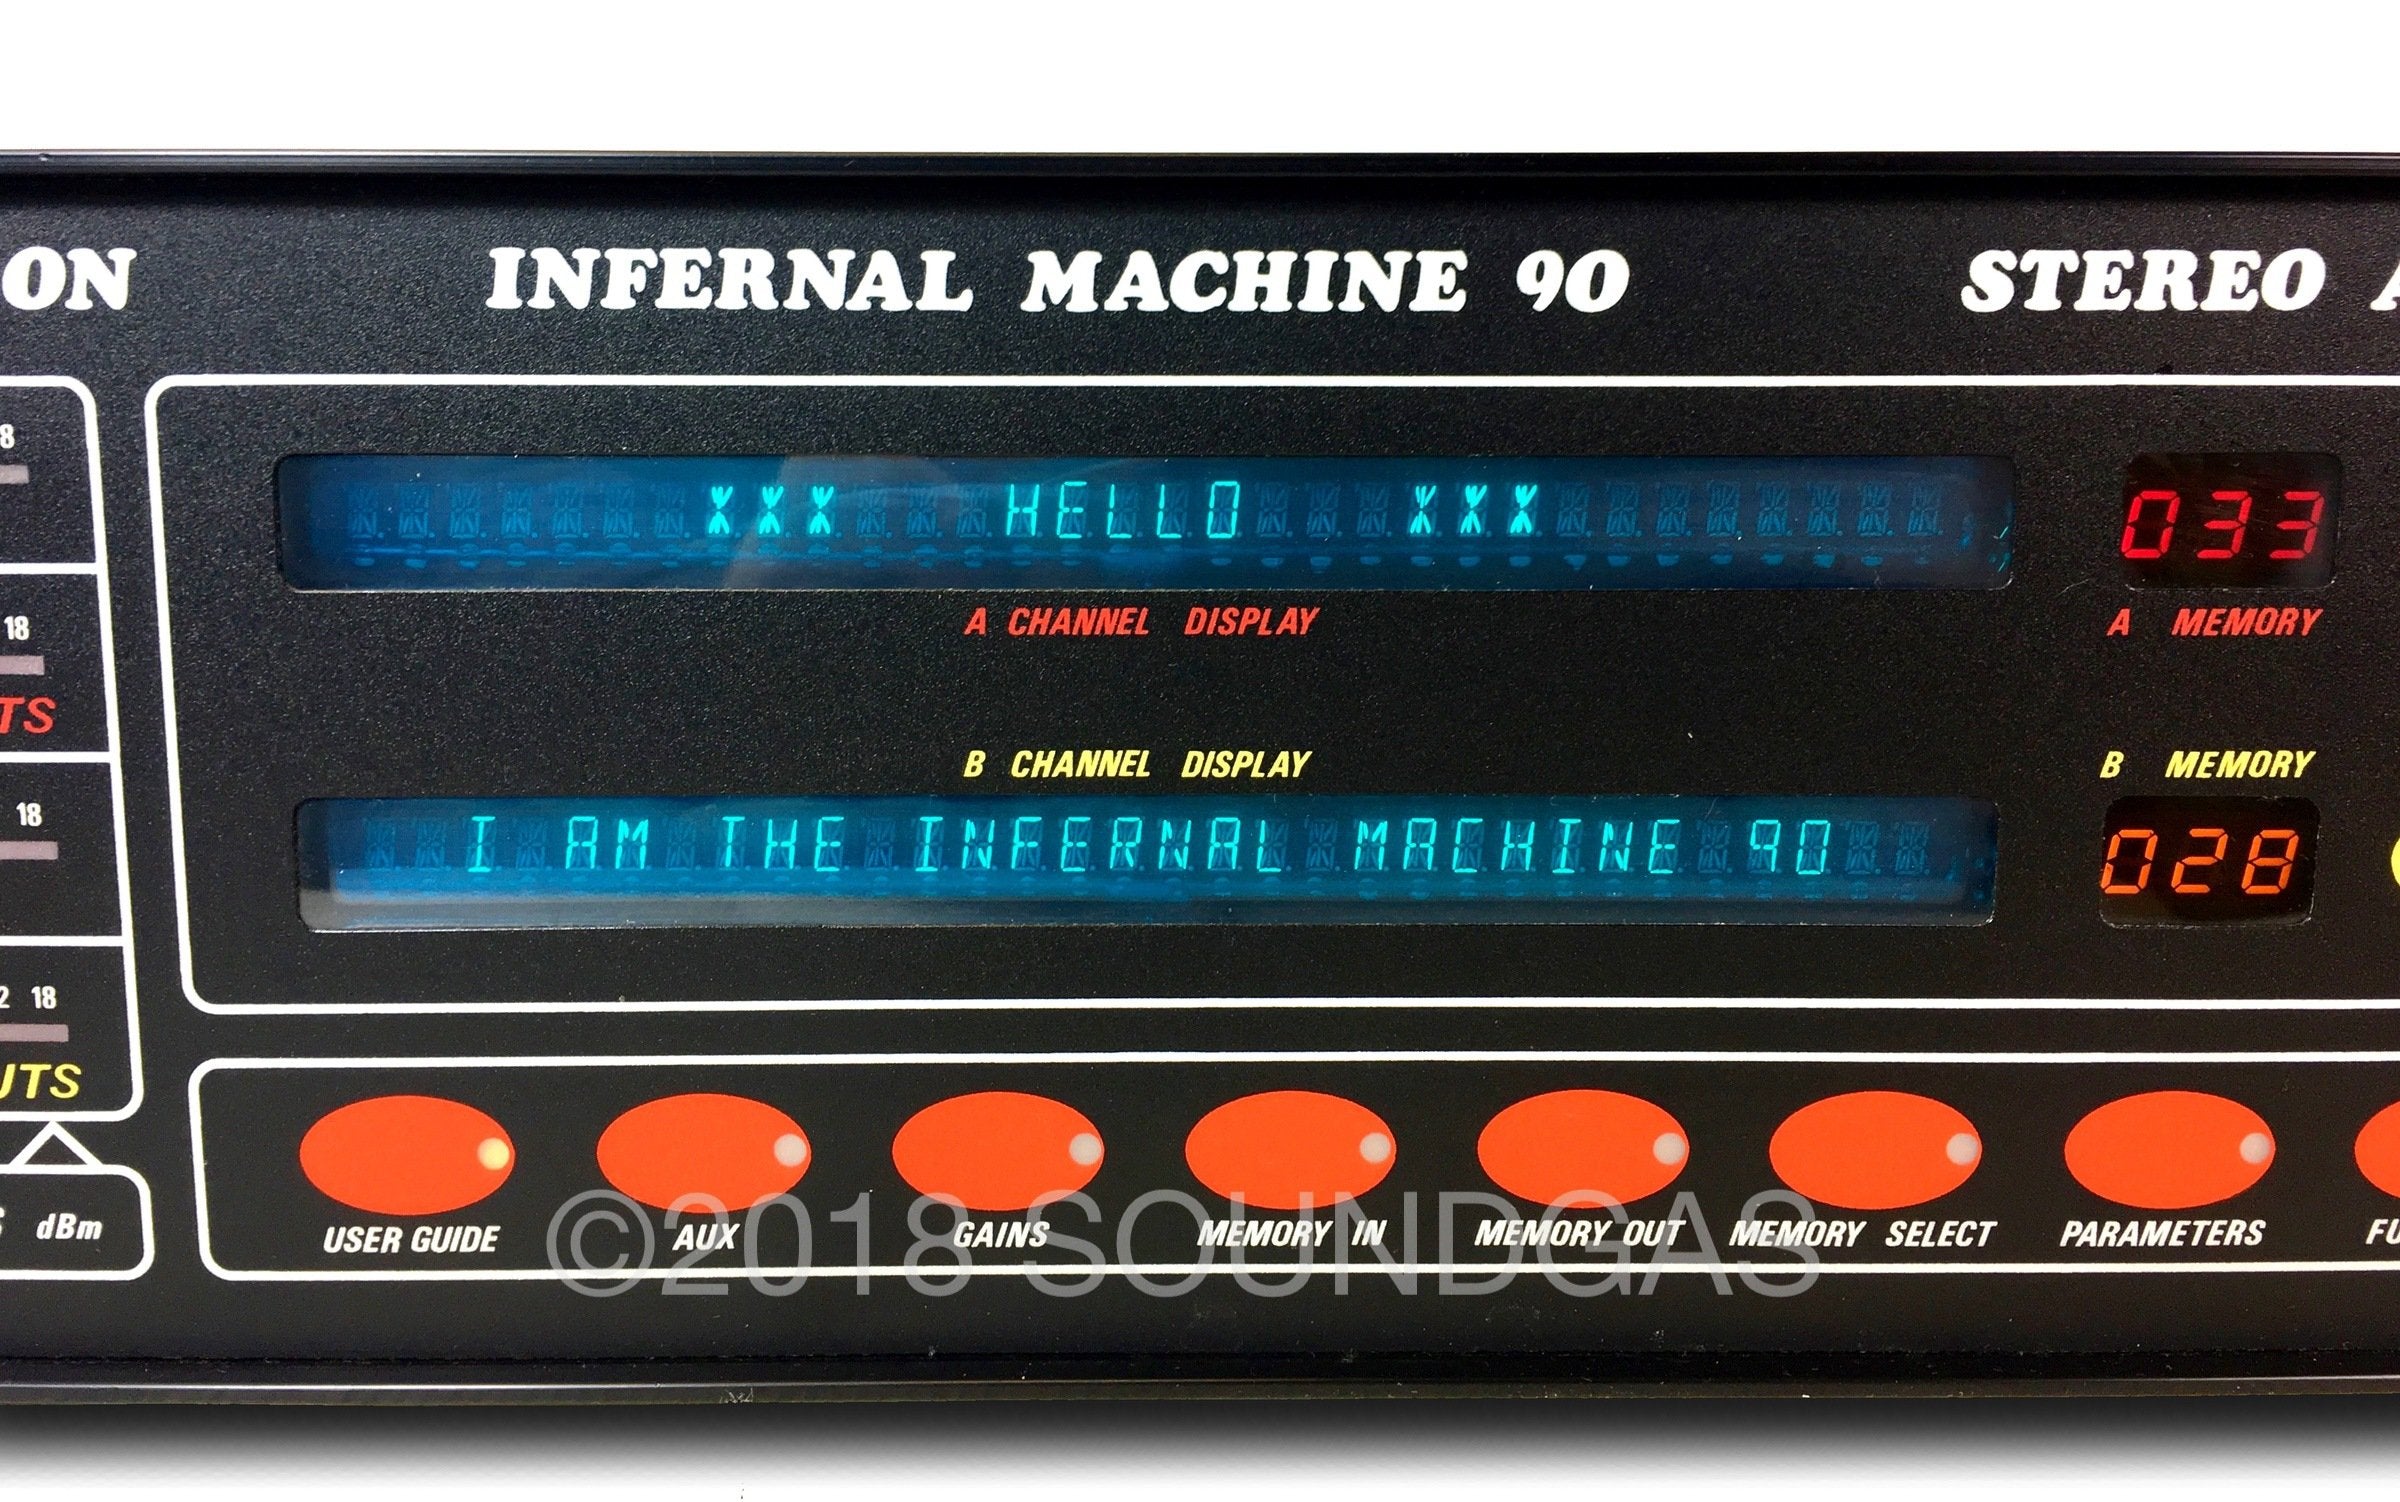 ON INFERNAL MACHINE 90 STEREO A
8
XXX HELLO XXX 033
A CHANNEL DISPLAY A MEMORY
18
TS
B CHANNEL DISPLAY B MEMORY
18
I AM THE INFERNAL MACHINE 90 028
2 18
UTS
USER GUIDE AUX GAINS MEMORY IN MEMORY OUT MEMORY SELECT PARAMETERS FU
S dBm
©2018 SOUNDGAS